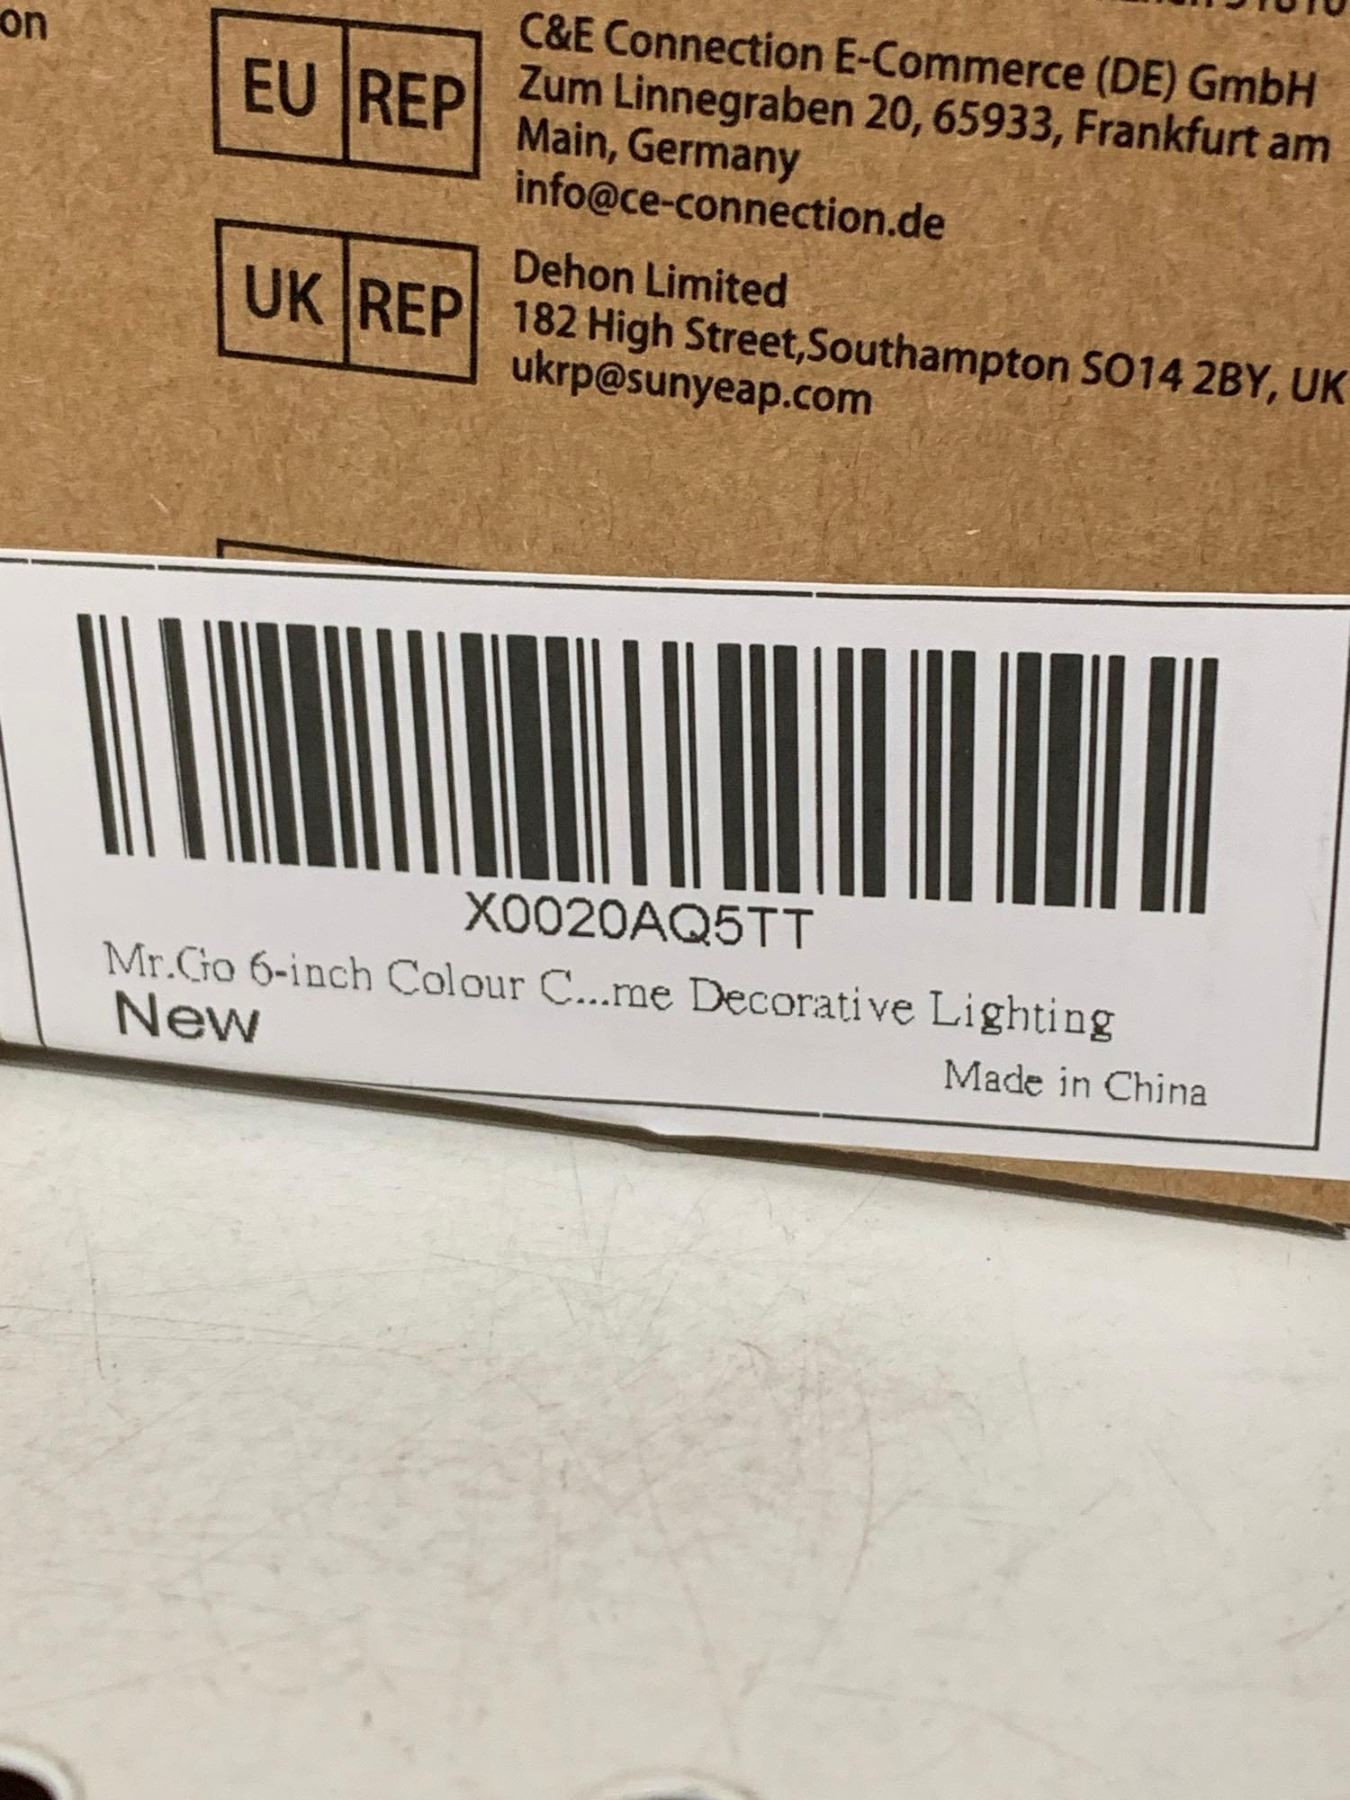 on
EU REP
C&E Connection E-Commerce (DE) GmbH
Zum Linnegraben 20, 65933, Frankfurt am
Main, Germany
info@ce-connection.de
UK REP
Dehon Limited
182 High Street,Southampton SO14 2BY, UK
ukrp@sunyeap.com
X0020AQ5TT
Mr.Go 6-inch Colour C...me Decorative Lighting
New
Made in China